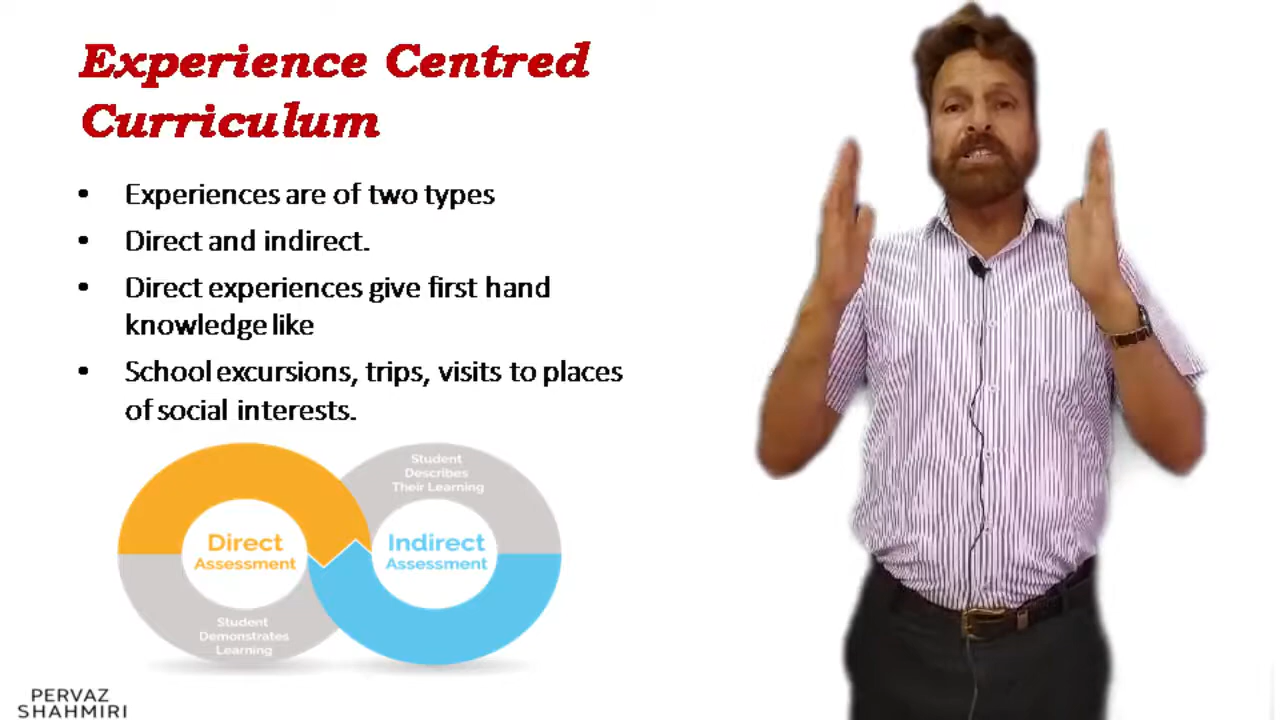 Experience Centred
Curriculum
• Experiences are of two types
• Direct and indirect.
• Direct experiences give first hand
knowledge like
• School excursions, trips, visits to places
of social interests.
Student
Describes
Their Learning
Direct
Assessment
Indirect
Assessment
Student
Demonstrates
Learning
PERVAZ
SHAHMIRI